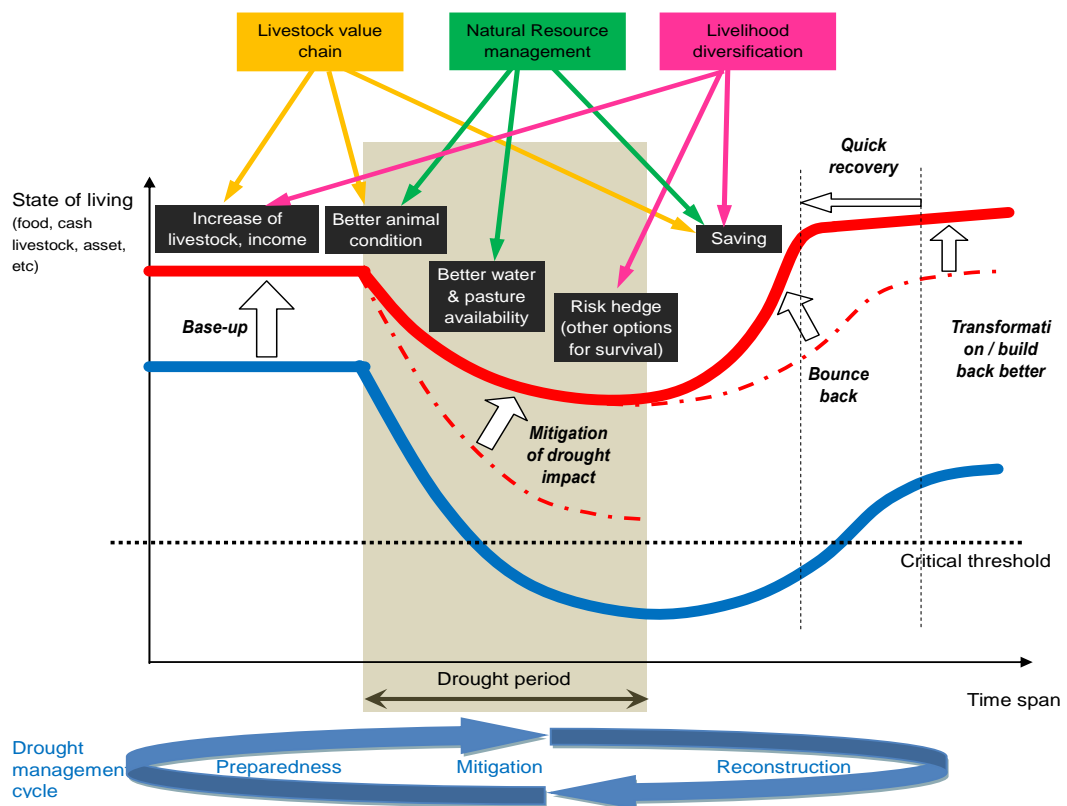 Livestock value
chain
Natural Resource
management
Livelihood
diversification
Quick
recovery
State of living
(food, cash
livestock, asset,
etc)
Increase of
livestock, income
Better animal
condition
Saving
Better water
& pasture
availability
Risk hedge
(other options
for survival)
Base-up
Transformati
on / build
back better
Bounce
back
Mitigation
of drought
impact
Critical threshold
Drought period
Time span
Drought
management
cycle
Preparedness
Mitigation
Reconstruction